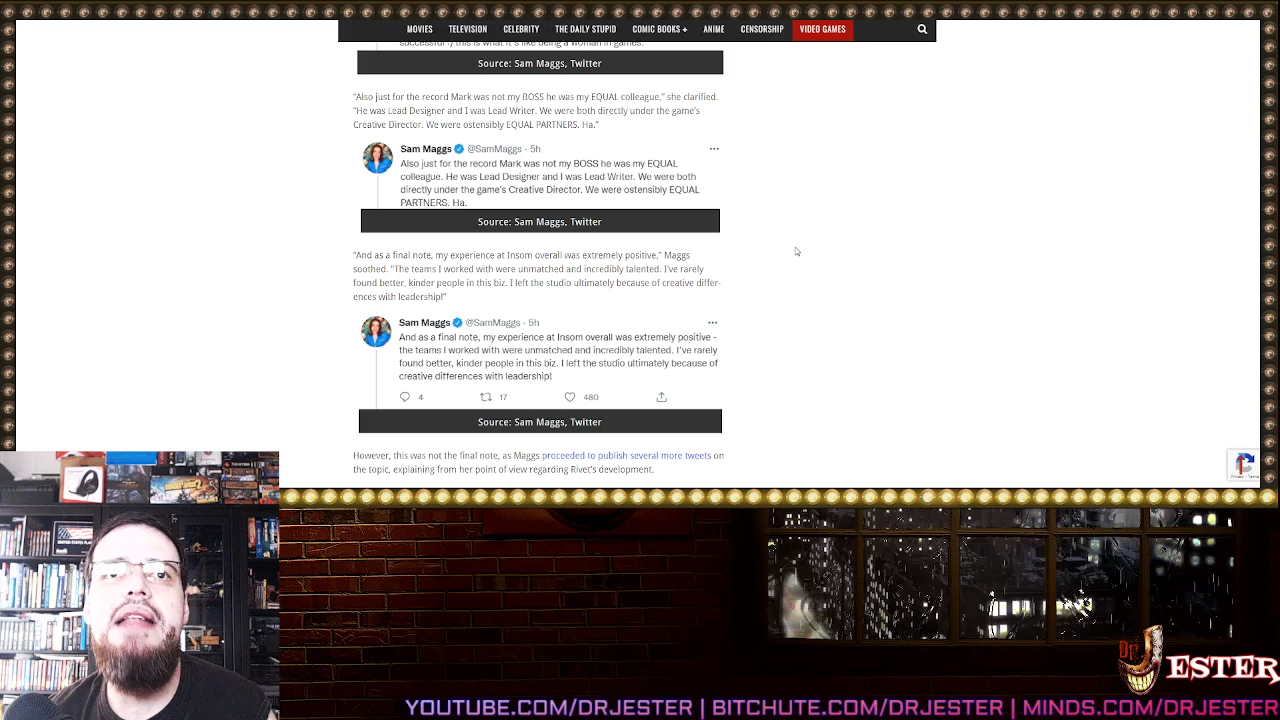 MOVIES TELEVISION CELEBRITY THE DAILY STUPID COMIC BOOKS + ANIME CENSORSHIP VIDEO GAMES
successful :) this is what it's like being a woman in games.
Source: Sam Maggs, Twitter
“Also just for the record Mark was not my BOSS he was my EQUAL colleague,” she clarified.
“He was Lead Designer and I was Lead Writer. We were both directly under the game’s
Creative Director. We were ostensibly EQUAL PARTNERS. Ha.”
Sam Maggs @SamMaggs · 5h
Also just for the record Mark was not my BOSS he was my EQUAL
colleague. He was Lead Designer and I was Lead Writer. We were both
directly under the game's Creative Director. We were ostensibly EQUAL
PARTNERS. Ha.
Source: Sam Maggs, Twitter
“And as a final note, my experience at Insom overall was extremely positive,” Maggs
soothed. “The teams I worked with were unmatched and incredibly talented. I’ve rarely
found better, kinder people in this biz. I left the studio ultimately because of creative differ-
ences with leadership!”
Sam Maggs @SamMaggs · 5h
And as a final note, my experience at Insom overall was extremely positive -
the teams I worked with were unmatched and incredibly talented. I've rarely
found better, kinder people in this biz. I left the studio ultimately because of
creative differences with leadership!
4 17 480
Source: Sam Maggs, Twitter
However, this was not the final note, as Maggs proceeded to publish several more tweets on
the topic, explaining from her point of view regarding Rivet’s development.
Dr
JESTER
YOUTUBE.COM/DRJESTER | BITCHUTE.COM/DRJESTER | MINDS.COM/DRJESTER